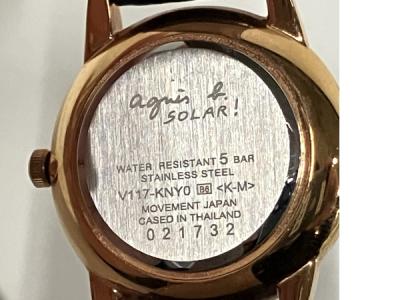 agnès b.
SOLAR!
WATER RESISTANT 5 BAR
STAINLESS STEEL
V117-KNY0 B6 <K-M>
MOVEMENT JAPAN
CASED IN THAILAND
021732